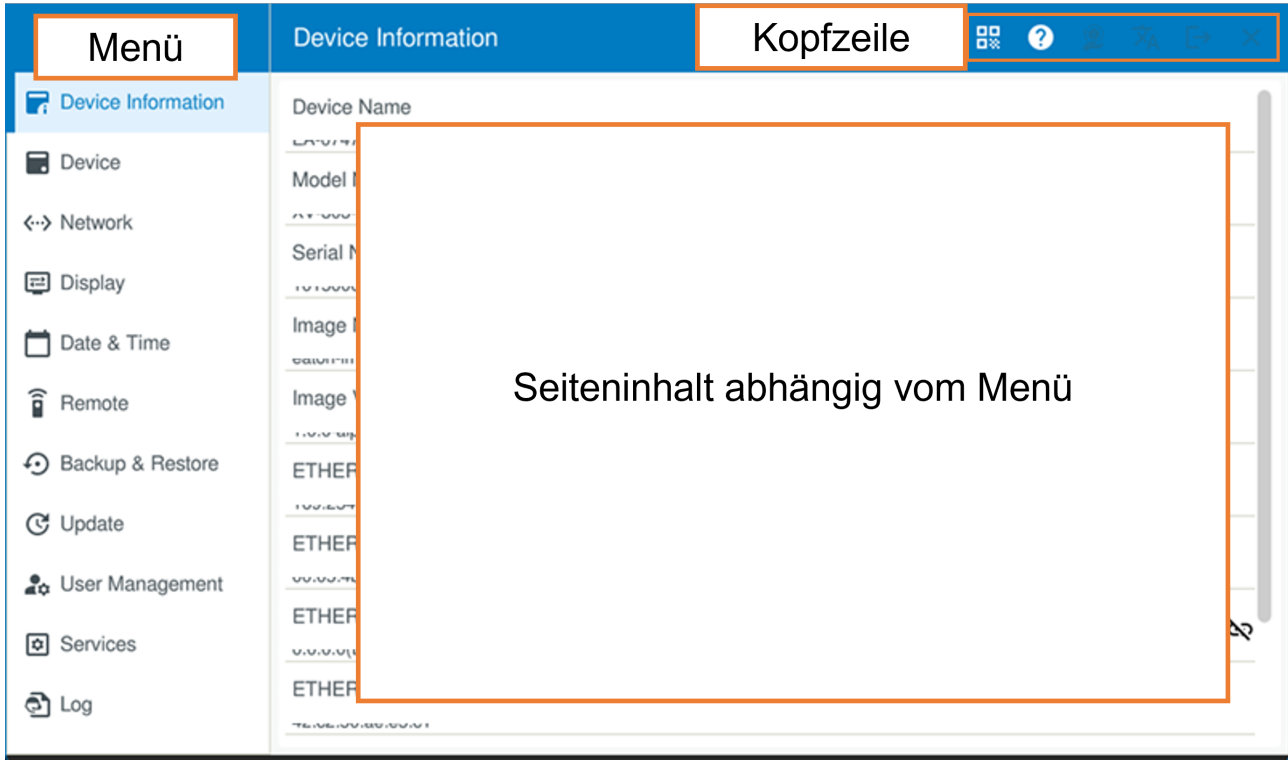 Menü
Device Information
Kopfzeile
Device Information
Device
Network
Display
Date & Time
Remote
Backup & Restore
Update
User Management
Services
Log
Device Name
Model
Serial
Image
Image
ETHER
ETHER
ETHER
ETHER
Seiteninhalt abhängig vom Menü